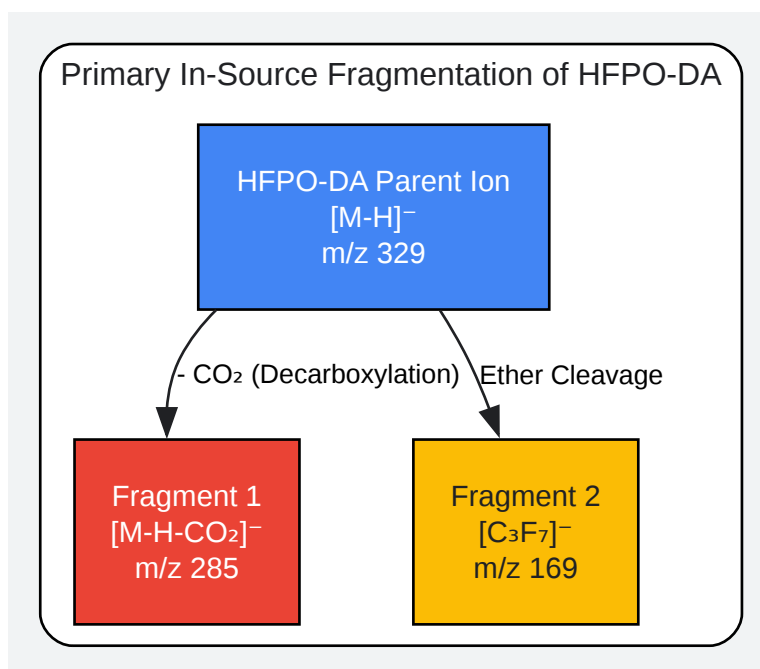 Primary In-Source Fragmentation of HFPO-DA
HFPO-DA Parent Ion
[M-H]⁻
m/z 329
- CO₂ (Decarboxylation)
Ether Cleavage
Fragment 1
[M-H-CO₂]⁻
m/z 285
Fragment 2
[C₃F₇]⁻
m/z 169